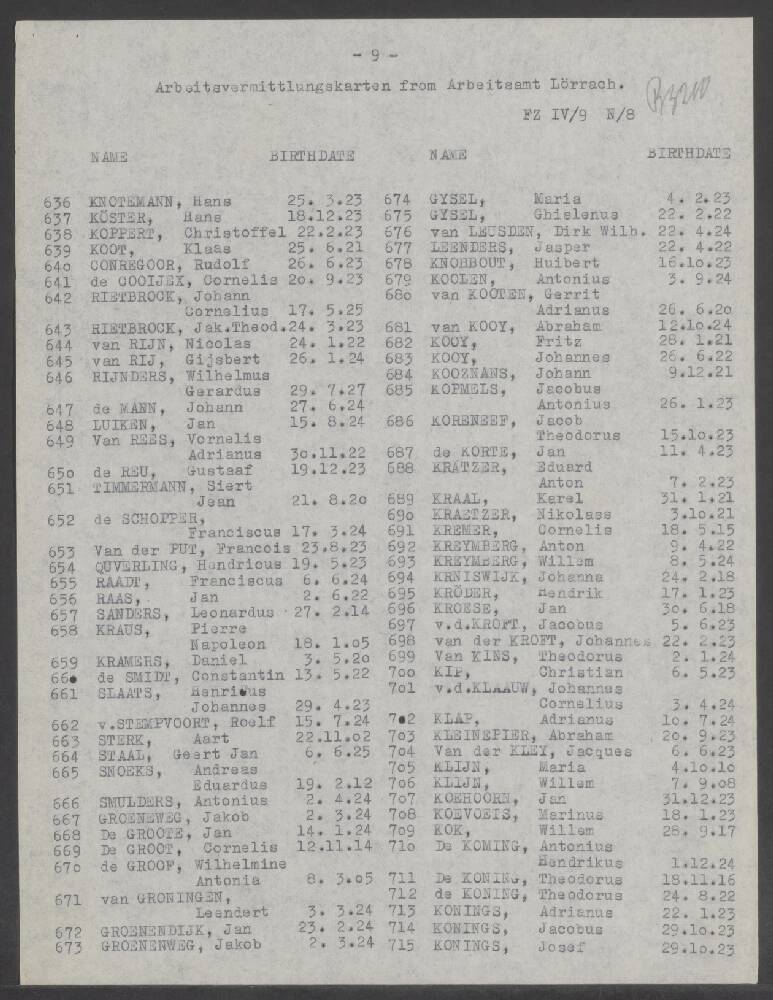 - 9 -
Arbeitsvermittlungskarten from Arbeitsamt Lörrach.
FZ IV/9 N/8
NAME BIRTHDATE
636 KNOTEMANN, Hans 25. 3.23
637 KÖSTER, Hans 18.12.23
638 KOPPERT, Christoffel 22.2.23
639 KOOT, Klaas 25. 6.21
64o CONREGOOR, Rudolf 26. 6.23
641 de COOIJEX, Cornelis 2o. 9.23
642 RIETBROCK, Johann
Cornelius 17. 5.25
643 RIETBROCK, Jak.Theod.24. 3.23
644 van RIJN, Nicolas 24. 1.22
645 van RIJ, Gijsbert 26. 1.24
646 RIJNDERS, Wilhelmus
Gerardus 29. 7.27
647 de MANN, Johann 27. 6.24
648 LUIKEN, Jan 15. 8.24
649 Van REES, Vornelis
Adrianus 3o.11.22
65o de REU, Gustaaf 19.12.23
651 TIMMERMANN, Siert
Jean 21. 8.2o
652 de SCHOPPER,
Franciscus 17. 3.24
653 Van der PUT, Francois 23.8.23
654 QUVERLING, Hendricus 19. 5.23
655 RAADT, Franciscus 6. 6.24
656 RAAS, Jan 2. 6.22
657 SANDERS, Leonardus 27. 2.14
658 KRAUS, Pierre
Napoleon 18. 1.o5
659 KRAMERS, Daniel 3. 5.2o
66o de SMIDT, Constantin 13. 5.22
661 SLAATS, Henricus
Johannes 29. 4.23
662 v.STEMPVOORT, Roelf 15. 7.24
663 STERK, Aart 22.11.o2
664 STAAL, Geert Jan 6. 6.25
665 SNOEKS, Andreas
Eduardus 19. 2.12
666 SMULDERS, Antonius 2. 4.24
667 GROENEWEG, Jakob 2. 3.24
668 De GROOTE, Jan 14. 1.24
669 De GROOT, Cornelis 12.11.14
67o de GROOF, Wilhelmine
Antonia 8. 3.o5
671 van GRONINGEN,
Leendert 3. 3.24
672 GROENENDIJK, Jan 23. 2.24
673 GROENENWEG, Jakob 2. 3.24
NAME BIRTHDATE
674 GYSEL, Maria 4. 2.23
675 GYSEL, Ghislenus 22. 2.22
676 van LEUSDEN, Dirk Wilh. 22. 4.24
677 LEENDERS, Jasper 22. 4.22
678 KNOHBOUT, Huibert 16.1o.23
679 KOOLEN, Antonius 3. 9.24
68o van KOOTEN, Gerrit
Adrianus 26. 6.2o
681 van KOOY, Abraham 12.1o.24
682 KOOY, Fritz 28. 1.21
683 KOOY, Johannes 26. 6.22
684 KOOZNANS, Johann 9.12.21
685 KOPMELS, Jacobus
Antonius 26. 1.23
686 KORENEEF, Jacob
Theodorus 15.1o.23
687 de KORTE, Jan 11. 4.23
688 KRÄTZER, Eduard
Anton 7. 2.23
689 KRAAL, Karel 31. 1.21
69o KRAETZER, Nikolass 3.1o.21
691 KREMER, Cornelis 18. 5.15
692 KREYMBERG, Anton 9. 4.22
693 KREYMBERG, Willem 8. 5.24
694 KRNISWIJK, Johanna 24. 2.18
695 KRÖDER, Hendrik 17. 1.23
696 KROESE, Jan 3o. 6.18
697 v.d.KROFT, Jacobus 5. 6.23
698 van der KROFT, Johannes 22. 2.23
699 Van KINS, Theodorus 2. 1.24
7oo KIP, Christian 6. 5.23
7o1 v.d.KLAAUW, Johannes
Cornelius 3. 4.24
7o2 KLAP, Adrianus 1o. 7.24
7o3 KLEINEPIER, Abraham 2o. 9.23
7o4 Van der KLEY, Jacques 6. 6.23
7o5 KLIJN, Maria 4.1o.1o
7o6 KLIJN, Willem 7. 9.o8
7o7 KOEHOORN, Jan 31.12.23
7o8 KOEVOETS, Marinus 18. 1.23
7o9 KOK, Willem 28. 9.17
71o De KOMING, Antonius
Hendrikus 1.12.24
711 De KONING, Theodorus 18.11.16
712 de KONING, Theodorus 24. 8.22
713 KONINGS, Adrianus 22. 1.23
714 KONINGS, Jacobus 29.1o.23
715 KONINGS, Josef 29.1o.23